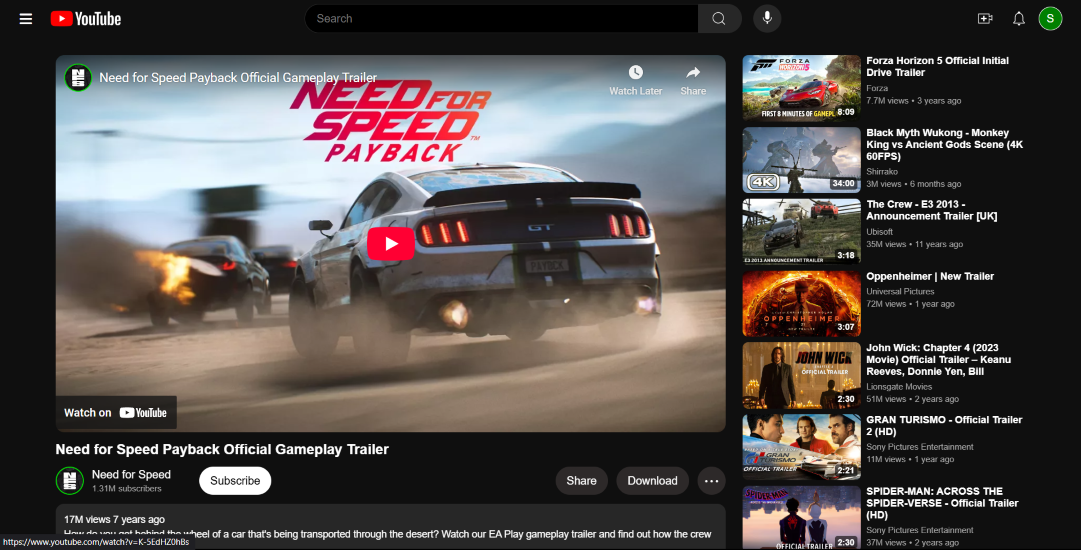 YouTube
Search
S
Need for Speed Payback Official Gameplay Trailer
Watch Later
Share
NEED FOR
SPEED
PAYBACK
GT
PAYBACK
Watch on YouTube
Need for Speed Payback Official Gameplay Trailer
Need for Speed
1.31M subscribers
Subscribe
Share
Download
17M views 7 years ago
How do you get behind the wheel of a car that's being transported through the desert? Watch our EA Play gameplay trailer and find out how the crew
https://www.youtube.com/watch?v=K-5EdHZ0hBs
FORZA
HORIZON 5
FIRST 8 MINUTES OF GAMEPL
8:09
Forza Horizon 5 Official Initial
Drive Trailer
Forza
7.7M views • 3 years ago
4K
34:00
Black Myth Wukong - Monkey
King vs Ancient Gods Scene (4K
60FPS)
Shirrako
3M views • 6 months ago
E3 2013 ANNOUNCEMENT TRAILER
3:18
The Crew - E3 2013 -
Announcement Trailer [UK]
Ubisoft
35M views • 11 years ago
OPPENHEIMER
3:07
Oppenheimer | New Trailer
Universal Pictures
72M views • 1 year ago
JOHN WICK
OFFICIAL TRAILER
2:30
John Wick: Chapter 4 (2023
Movie) Official Trailer – Keanu
Reeves, Donnie Yen, Bill
Lionsgate Movies
51M views • 2 years ago
GRAN TURISMO
OFFICIAL TRAILER
2:21
GRAN TURISMO - Official Trailer
2 (HD)
Sony Pictures Entertainment
11M views • 1 year ago
SPIDER-MAN
OFFICIAL TRAILER
2:30
SPIDER-MAN: ACROSS THE
SPIDER-VERSE - Official Trailer
(HD)
Sony Pictures Entertainment
37M views • 2 years ago